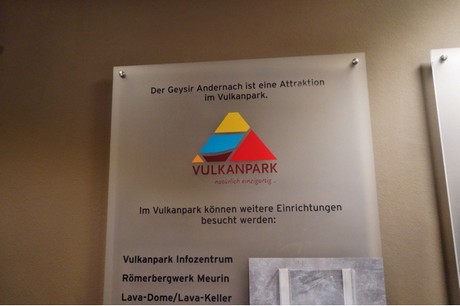 Der Geysir Andernach ist eine Attraktion
im Vulkanpark.
VULKANPARK
natürlich einzigartig .
Im Vulkanpark können weitere Einrichtungen
besucht werden:
Vulkanpark Infozentrum
Römerbergwerk Meurin
Lava-Dome/Lava-Keller